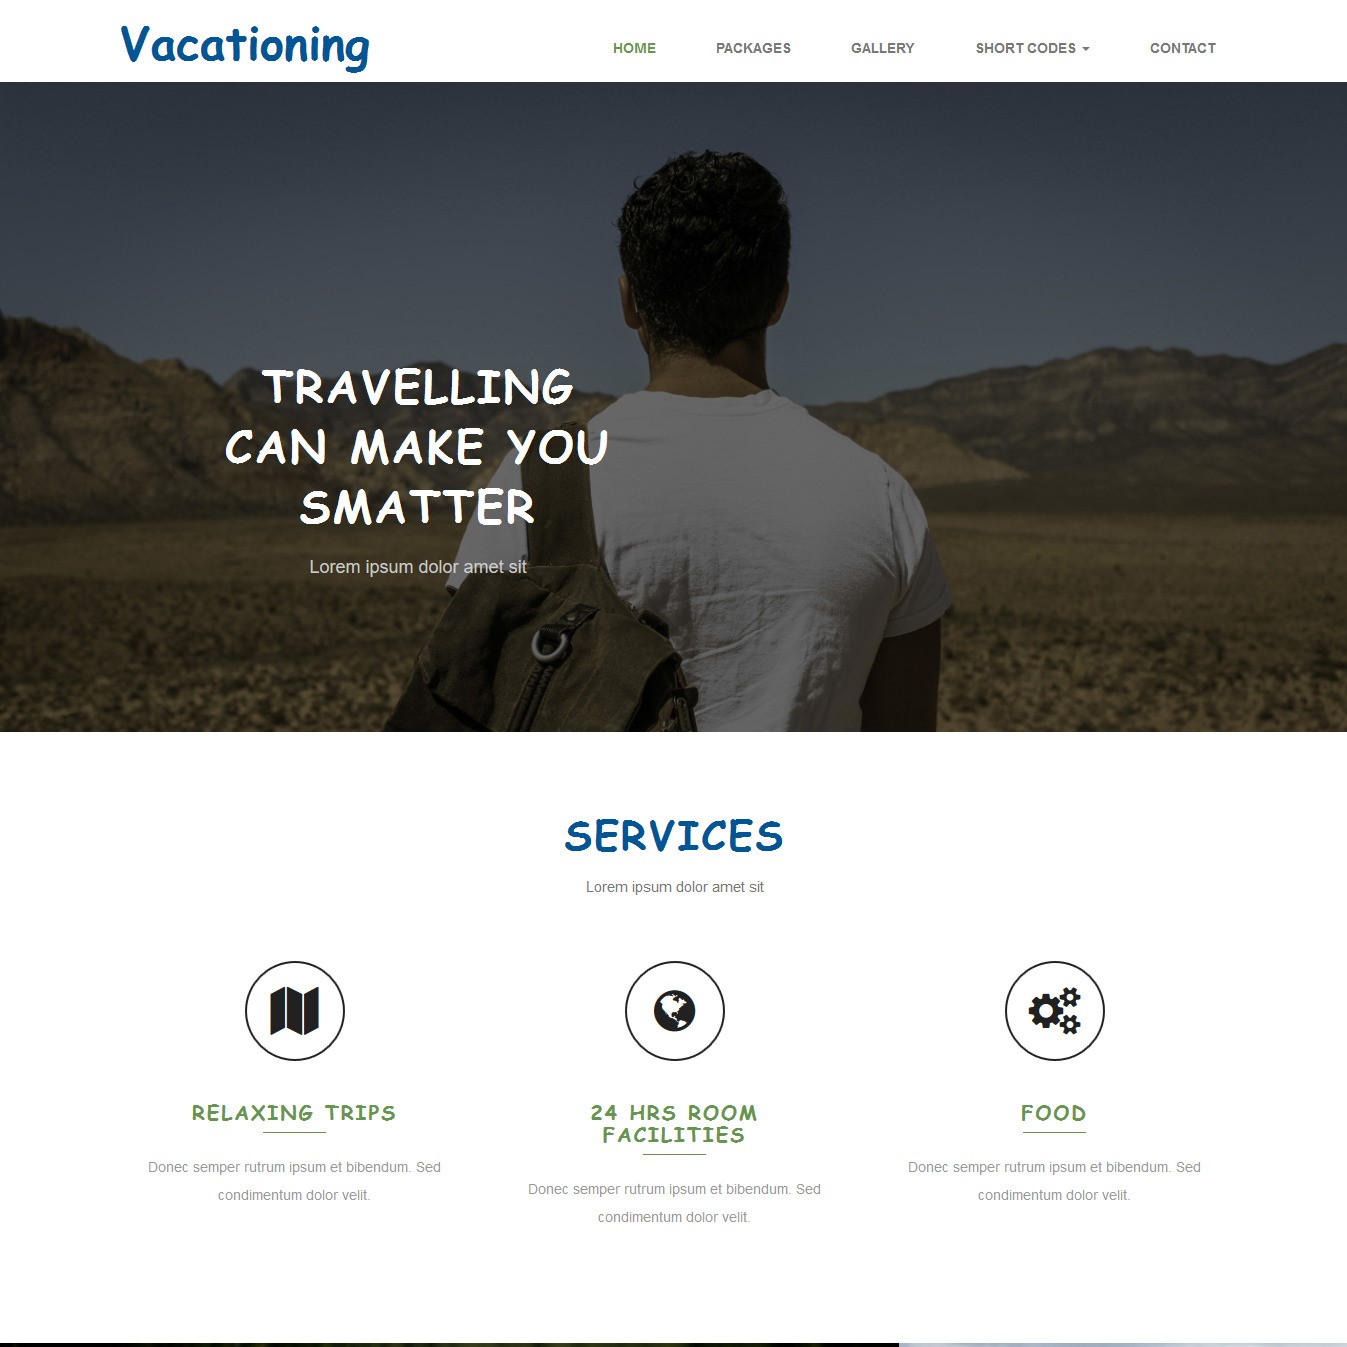 Vacationing
HOME PACKAGES GALLERY SHORT CODES CONTACT
TRAVELLING
CAN MAKE YOU
SMATTER
Lorem ipsum dolor amet sit
SERVICES
Lorem ipsum dolor amet sit
RELAXING TRIPS
Donec semper rutrum ipsum et bibendum. Sed
condimentum dolor velit.
24 HRS ROOM
FACILITIES
Donec semper rutrum ipsum et bibendum. Sed
condimentum dolor velit.
FOOD
Donec semper rutrum ipsum et bibendum. Sed
condimentum dolor velit.